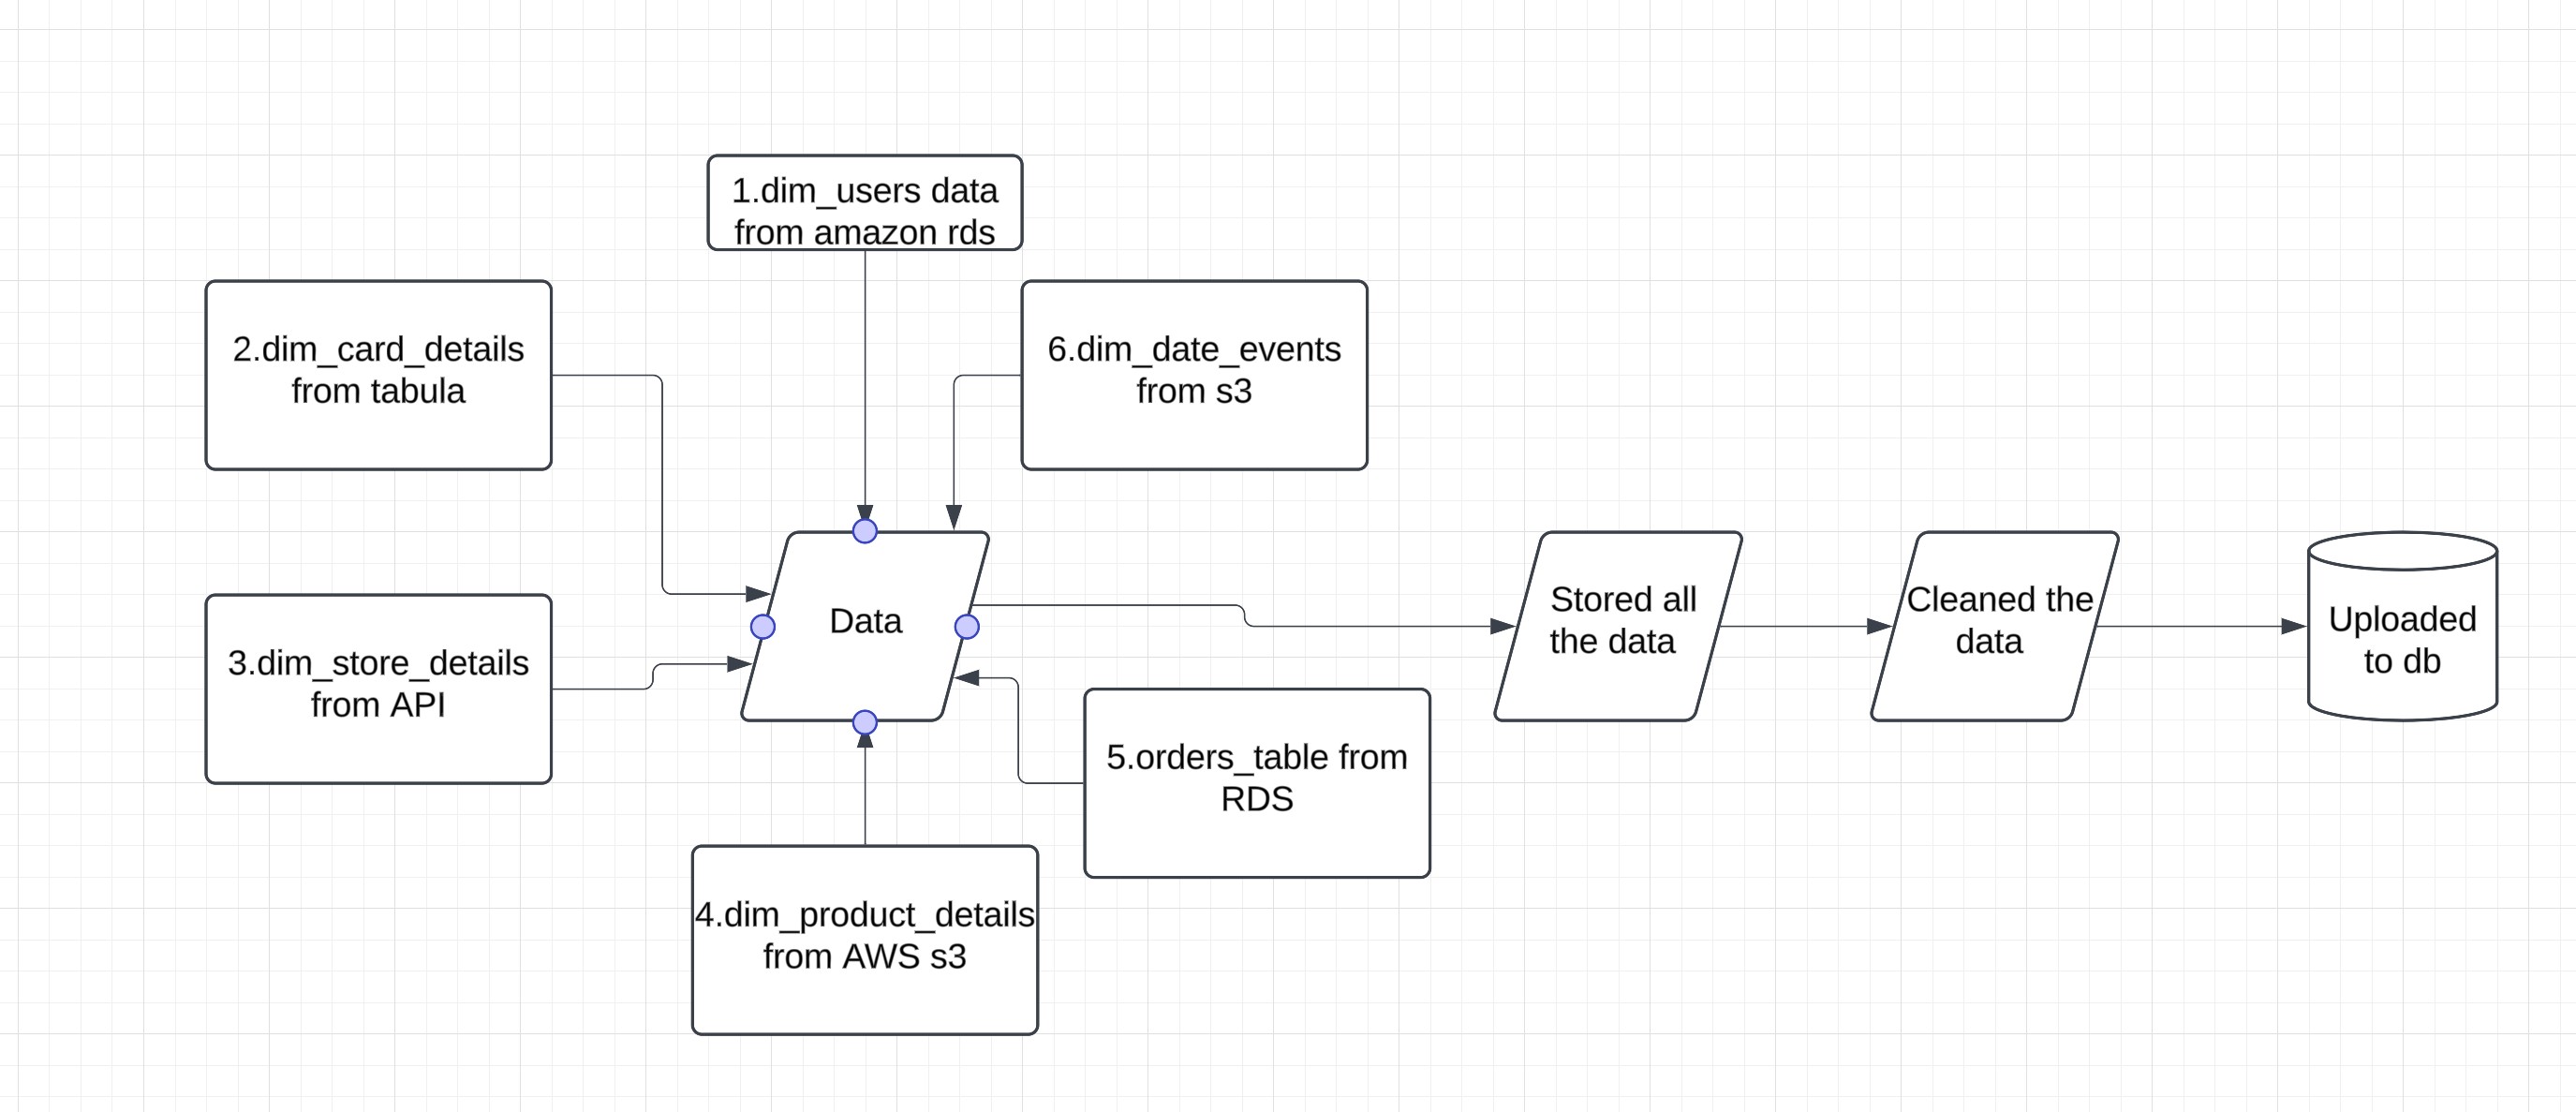 1.dim_users data
from amazon rds
2.dim_card_details
from tabula
6.dim_date_events
from s3
3.dim_store_details
from API
Data
Stored all
the data
Cleaned the
data
Uploaded
to db
5.orders_table from
RDS
4.dim_product_details
from AWS s3